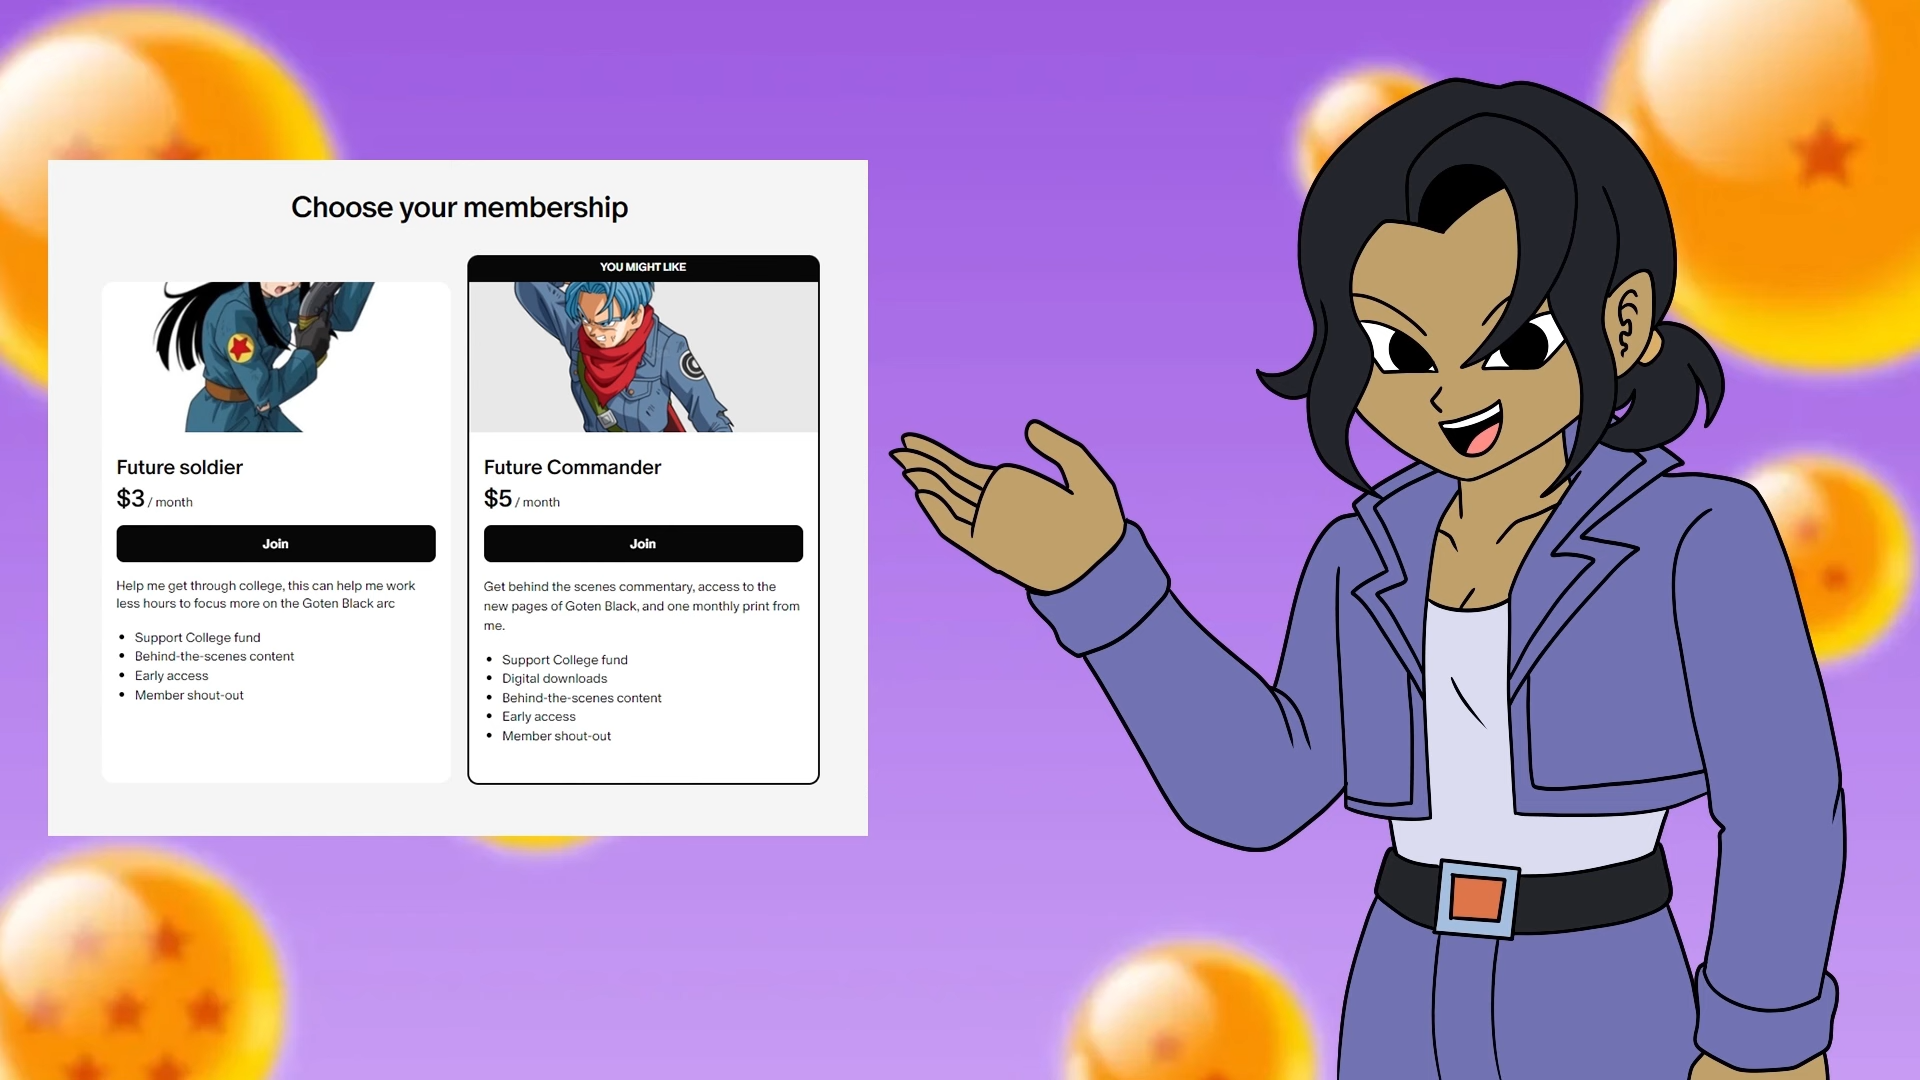 Choose your membership
YOU MIGHT LIKE
Future soldier
$3 / month
Join
Help me get through college, this can help me work
less hours to focus more on the Goten Black arc
• Support College fund
• Behind-the-scenes content
• Early access
• Member shout-out
Future Commander
$5 / month
Join
Get behind the scenes commentary, access to the
new pages of Goten Black, and one monthly print from
me.
• Support College fund
• Digital downloads
• Behind-the-scenes content
• Early access
• Member shout-out